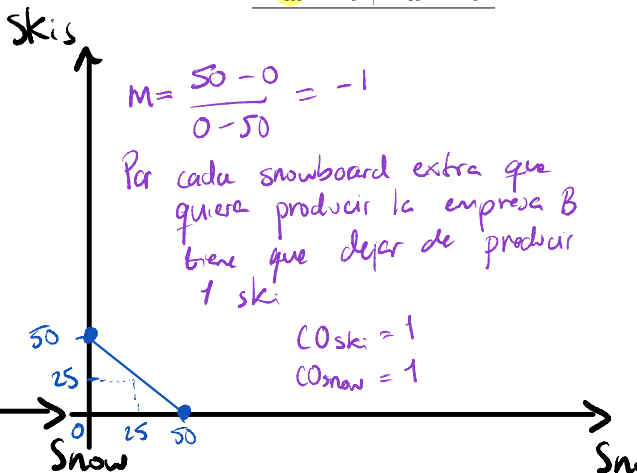 Skis
M = 50 - 0 / 0 - 50 = -1
Por cada snowboard extra que
quiera producir la empresa B
tiene que dejar de producir
1 ski
COski = 1
COsnow = 1
50
25
0 25 50
Snow
Sn